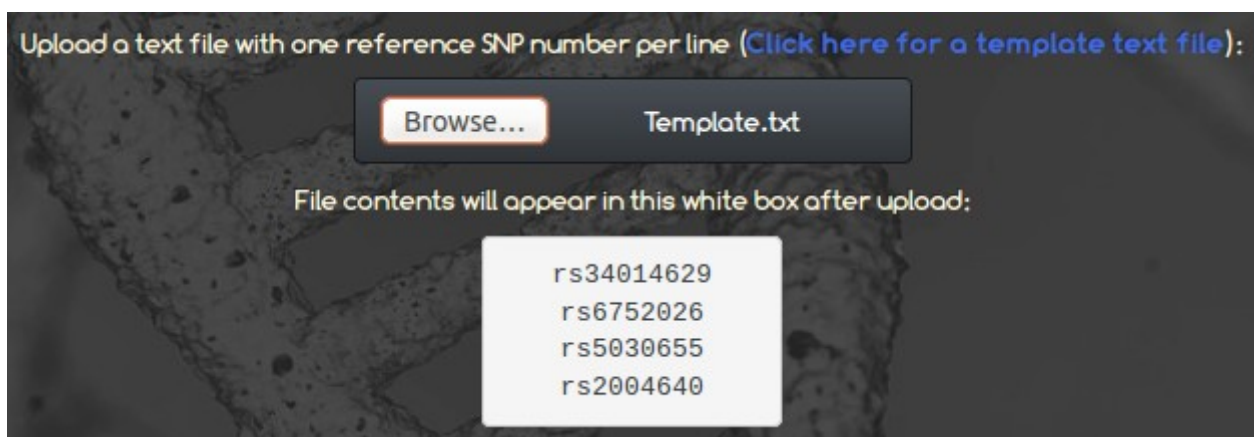 Upload a text file with one reference SNP number per line (Click here for a template text file):
Browse... Template.txt
File contents will appear in this white box after upload:
rs34014629
rs6752026
rs5030655
rs2004640